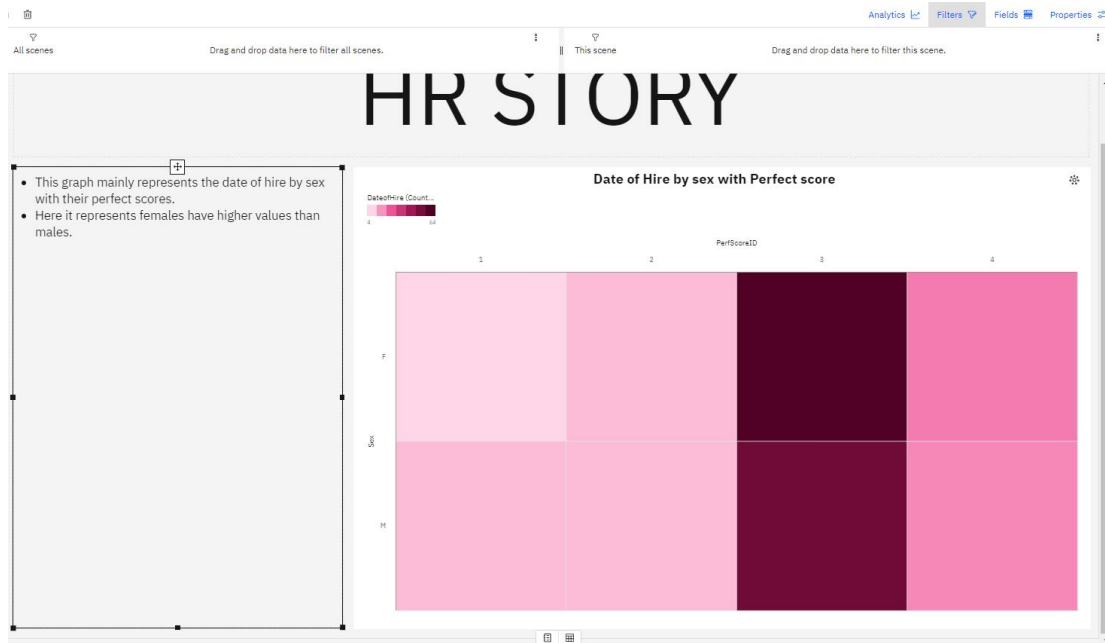 Analytics Filters Fields Properties
All scenes Drag and drop data here to filter all scenes. This scene Drag and drop data here to filter this scene.
HR STORY
• This graph mainly represents the date of hire by sex
with their perfect scores.
• Here it represents females have higher values than
males.
Date of Hire by sex with Perfect score
DateofHire (Count...
4 64
PerfScoreID
1 2 3 4
F
Sex
M